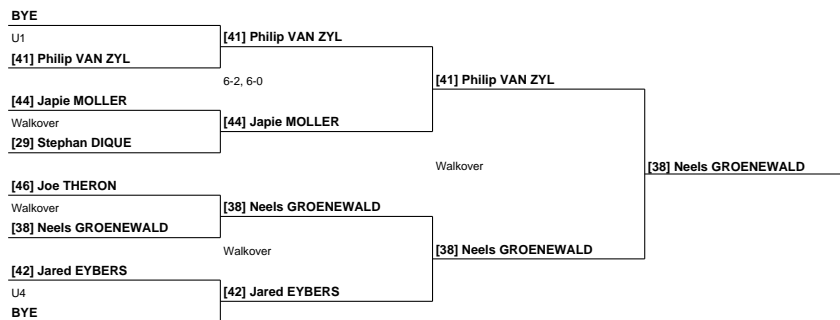 BYE
U1
[41] Philip VAN ZYL
[41] Philip VAN ZYL
6-2, 6-0
[41] Philip VAN ZYL
[44] Japie MOLLER
Walkover
[44] Japie MOLLER
[29] Stephan DIQUE
Walkover
[38] Neels GROENEWALD
[46] Joe THERON
Walkover
[38] Neels GROENEWALD
[38] Neels GROENEWALD
Walkover
[38] Neels GROENEWALD
[42] Jared EYBERS
U4
[42] Jared EYBERS
BYE